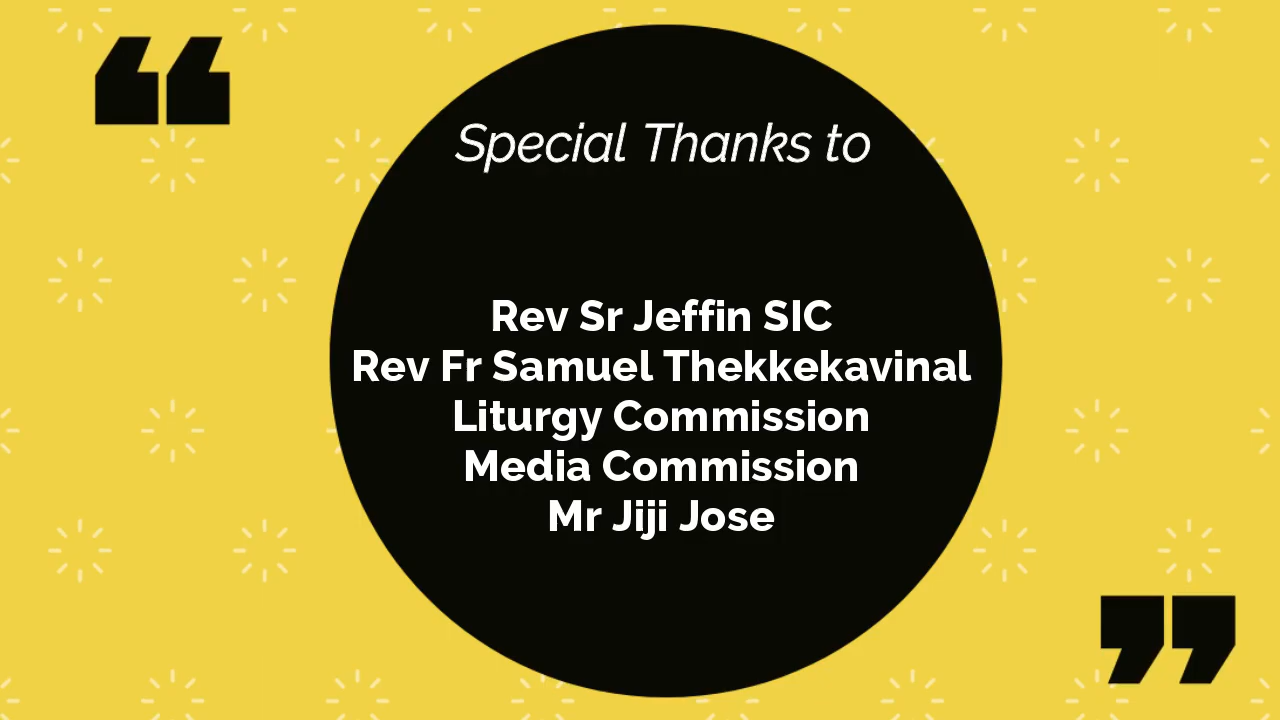 Special Thanks to
Rev Sr Jeffin SIC
Rev Fr Samuel Thekkekavinal
Liturgy Commission
Media Commission
Mr Jiji Jose